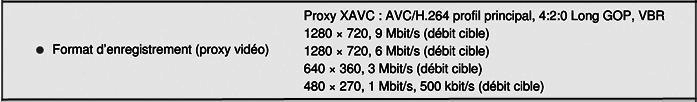 Proxy XAVC : AVC/H.264 profil principal, 4:2:0 Long GOP, VBR
1280 × 720, 9 Mbit/s (débit cible)
● Format d'enregistrement (proxy vidéo)
1280 × 720, 6 Mbit/s (débit cible)
640 × 360, 3 Mbit/s (débit cible)
480 × 270, 1 Mbit/s, 500 kbit/s (débit cible)